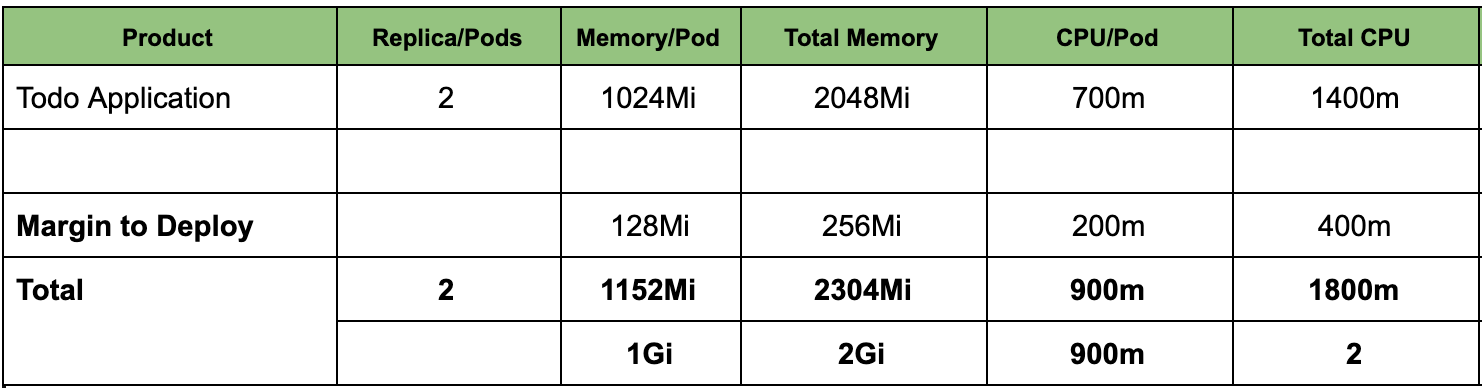 Product Replica/Pods Memory/Pod Total Memory CPU/Pod Total CPU
Todo Application 2 1024Mi 2048Mi 700m 1400m
Margin to Deploy 128Mi 256Mi 200m 400m
Total 2 1152Mi 2304Mi 900m 1800m
1Gi 2Gi 900m 2